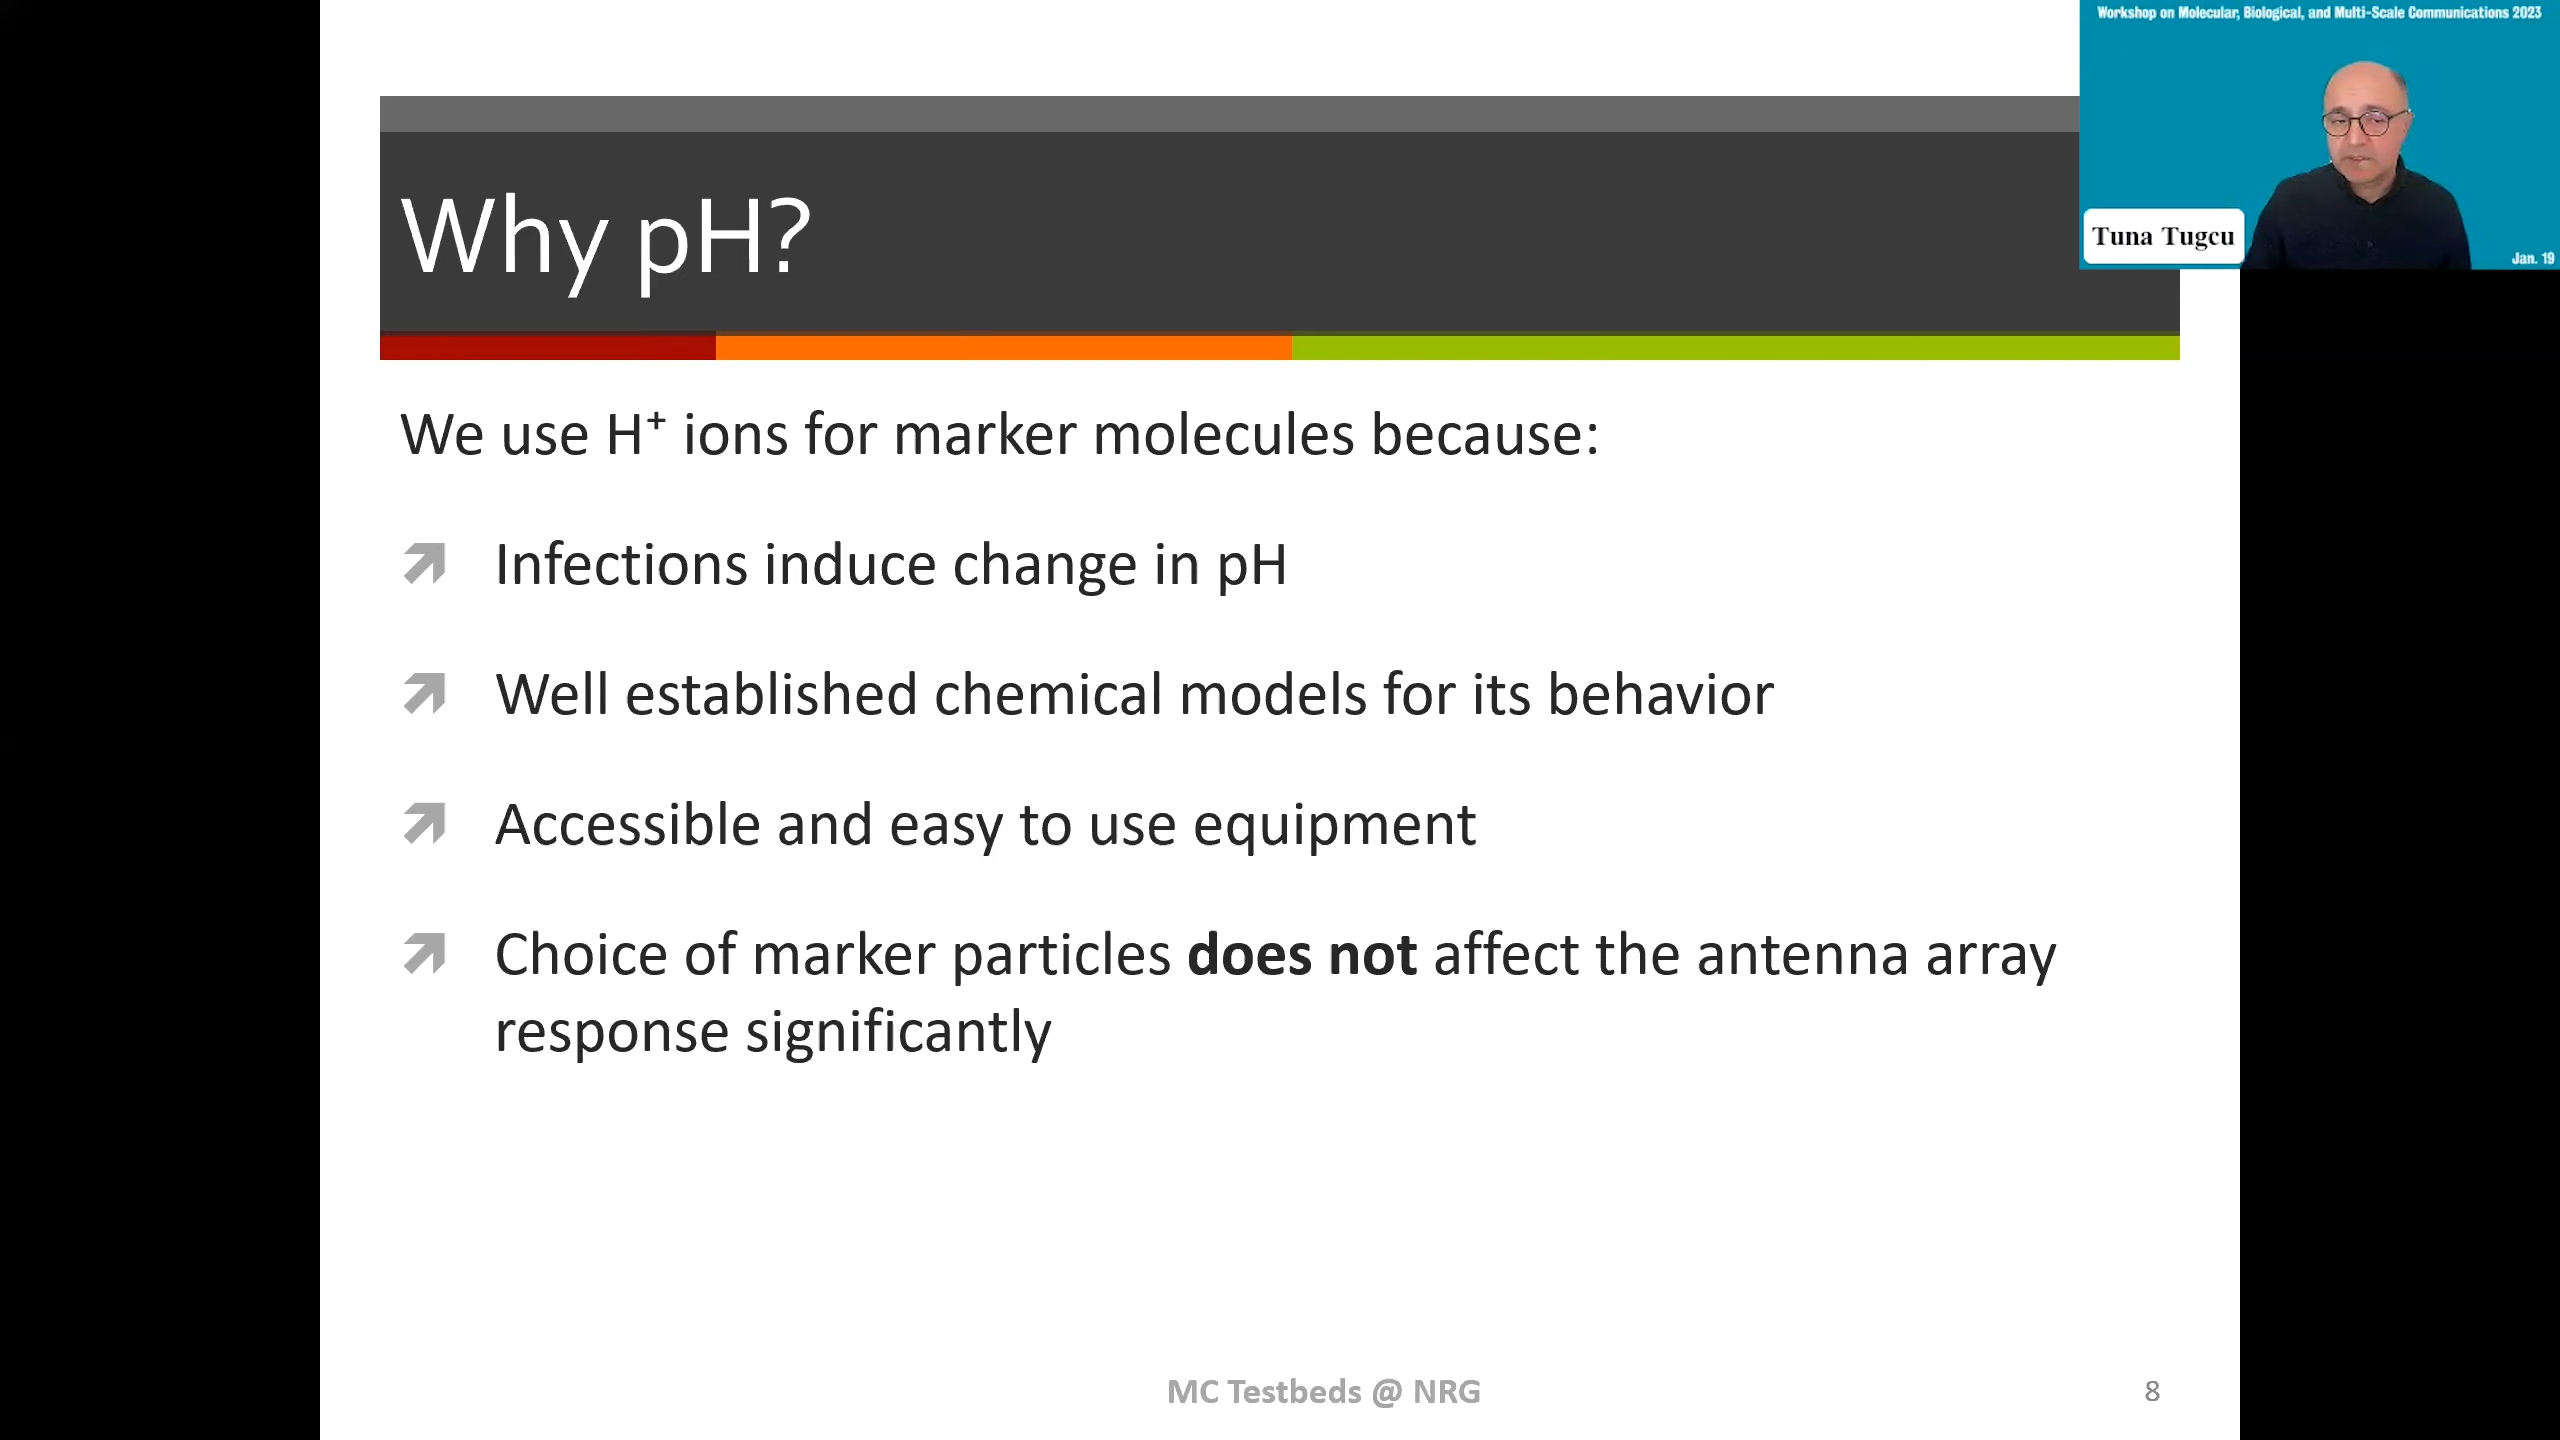 Workshop on Molecular, Biological, and Multi-Scale Communications 2023
Why pH?
Tuna Tugcu
Jan. 19
We use H⁺ ions for marker molecules because:
Infections induce change in pH
Well established chemical models for its behavior
Accessible and easy to use equipment
Choice of marker particles does not affect the antenna array
response significantly
MC Testbeds @ NRG
8